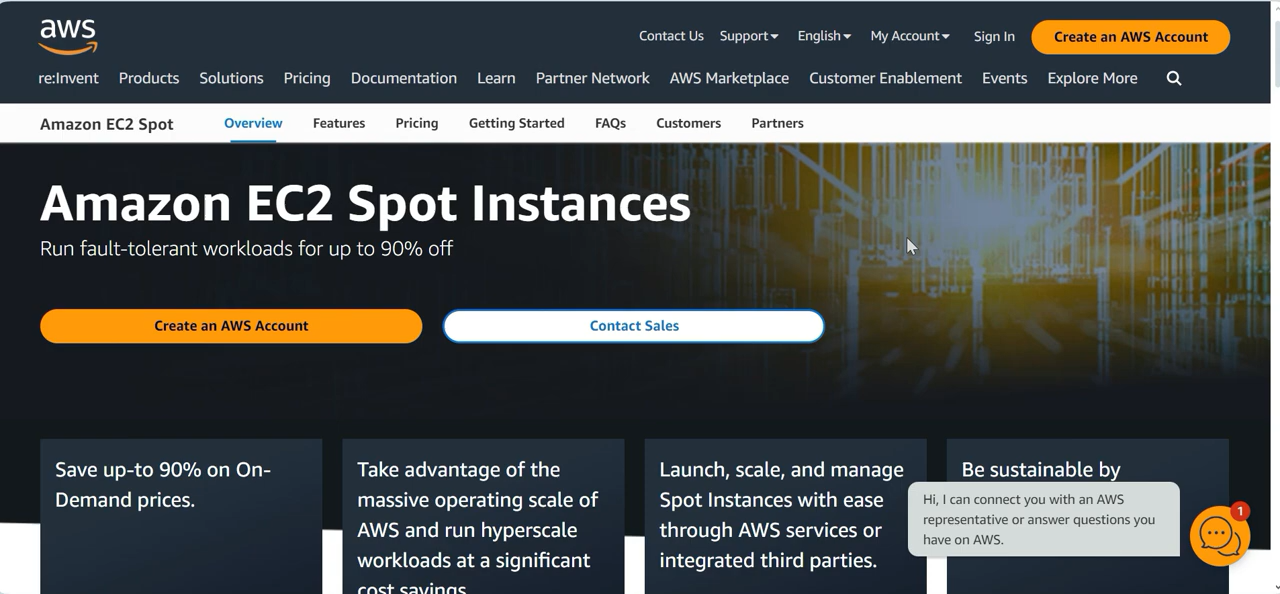 aws
Contact Us Support English My Account Sign In Create an AWS Account
re:Invent Products Solutions Pricing Documentation Learn Partner Network AWS Marketplace Customer Enablement Events Explore More
Amazon EC2 Spot Overview Features Pricing Getting Started FAQs Customers Partners
Amazon EC2 Spot Instances
Run fault-tolerant workloads for up to 90% off
Create an AWS Account Contact Sales
Save up-to 90% on On-
Demand prices.
Take advantage of the
massive operating scale of
AWS and run hyperscale
workloads at a significant
cost savings.
Launch, scale, and manage
Spot Instances with ease
through AWS services or
integrated third parties.
Be sustainable by
Hi, I can connect you with an AWS
representative or answer questions you
have on AWS.
1